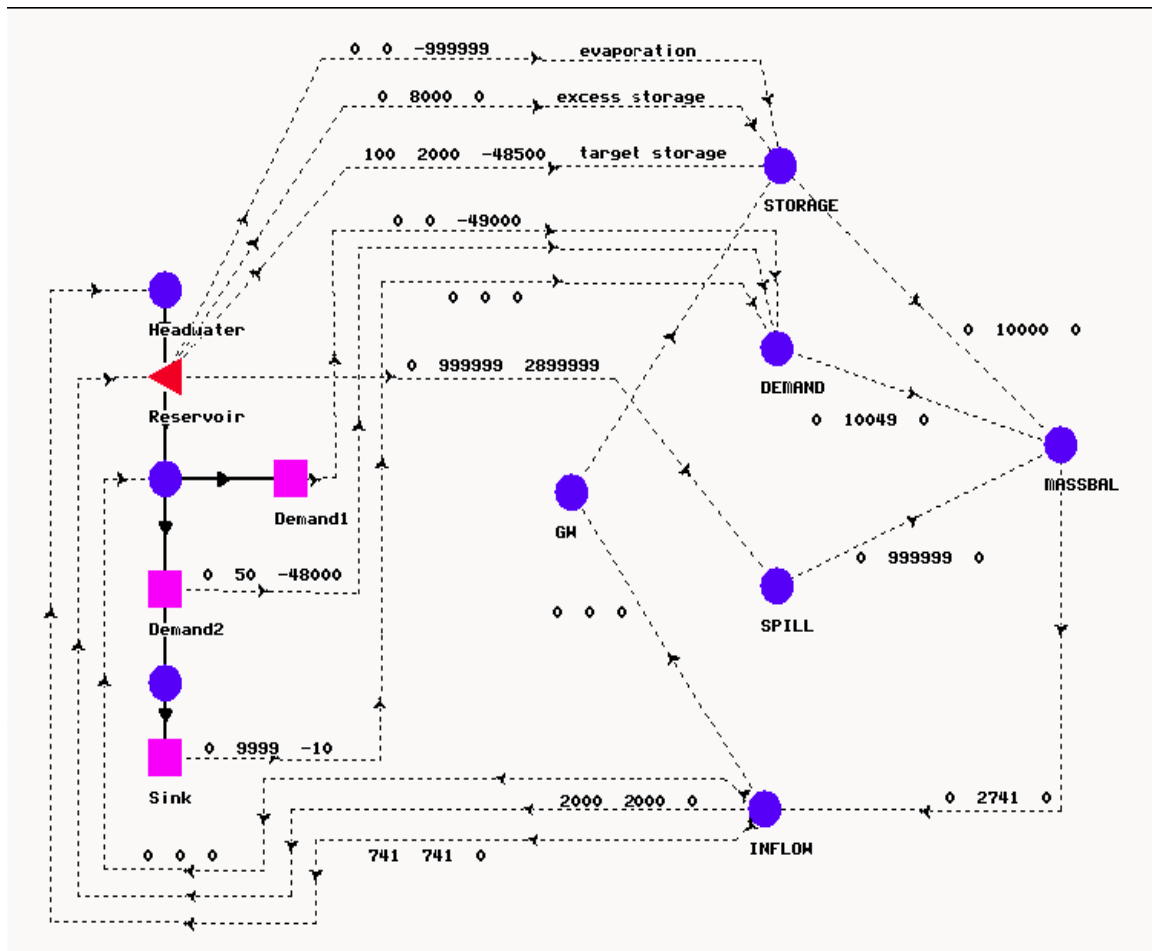 0 0 -999999 evaporation
0 8000 0 excess storage
100 2000 -48500 target storage
STORAGE
0 0 -49000
0 0 0
Headwater
0 10000 0
0 999999 2899999
DEMAND
Reservoir
0 10049 0
MASSBAL
Demand1
GW
0 999999 0
0 50 -48000
0 0 0
SPILL
Demand2
0 9999 -10
Sink
2000 2000 0
0 2741 0
INFLOW
0 0 0
741 741 0